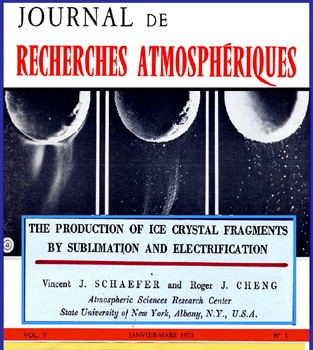 JOURNAL DE
RECHERCHES ATMOSPHÉRIQUES
THE PRODUCTION OF ICE CRYSTAL FRAGMENTS
BY SUBLIMATION AND ELECTRIFICATION
Vincent J. SCHAEFER and Roger J. CHENG
Atmospheric Sciences Research Center
State University of New York, Albany, N.Y., U.S.A.
VOL. V JANVIER-MARS 1971 N° 1